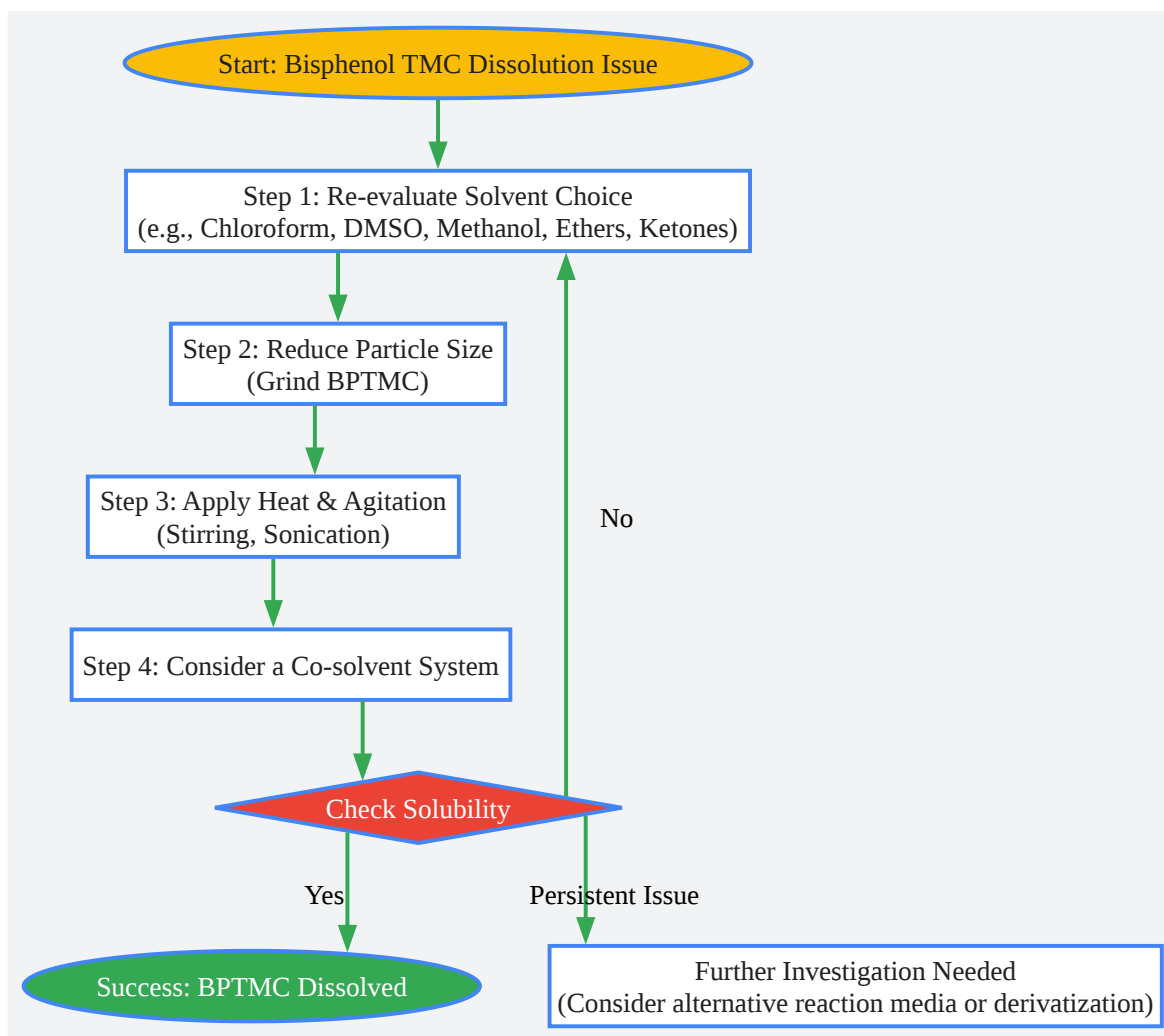 Start: Bisphenol TMC Dissolution Issue
Step 1: Re-evaluate Solvent Choice
(e.g., Chloroform, DMSO, Methanol, Ethers, Ketones)
Step 2: Reduce Particle Size
(Grind BPTMC)
Step 3: Apply Heat & Agitation
(Stirring, Sonication)
No
Step 4: Consider a Co-solvent System
Check Solubility
Yes
Persistent Issue
Success: BPTMC Dissolved
Further Investigation Needed
(Consider alternative reaction media or derivatization)